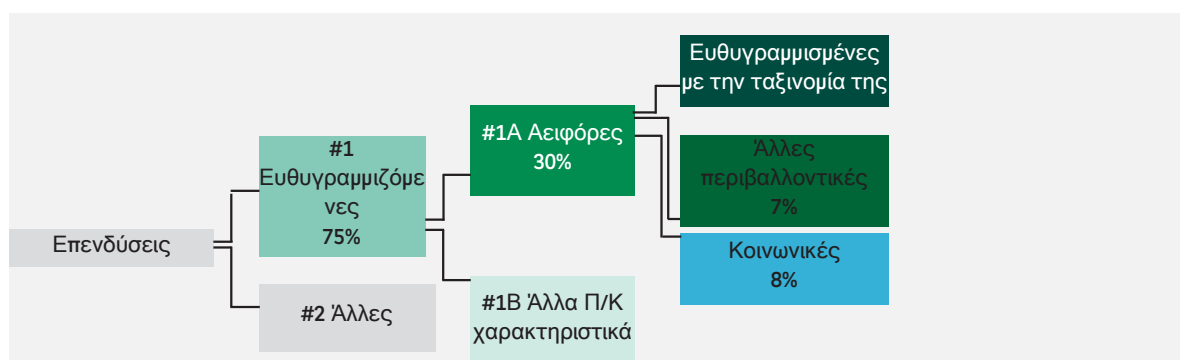 Επενδύσεις
#1
Ευθυγραμμιζόμε
νες
75%
#2 Άλλες
#1Α Αειφόρες
30%
#1Β Άλλα Π/Κ
χαρακτηριστικά
Ευθυγραμμισμένες
με την ταξινομία της
Άλλες
περιβαλλοντικές
7%
Κοινωνικές
8%